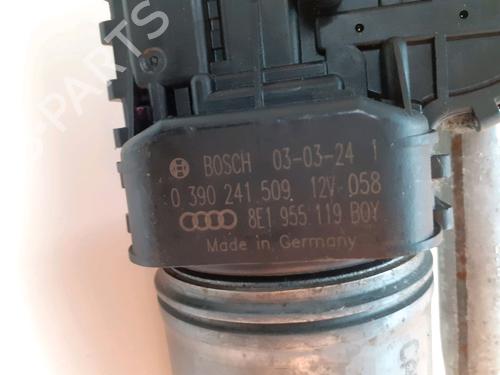 BOSCH 03-03-24 1
0 390 241 509 12V 058
8E1 955 119 BOY
Made in Germany